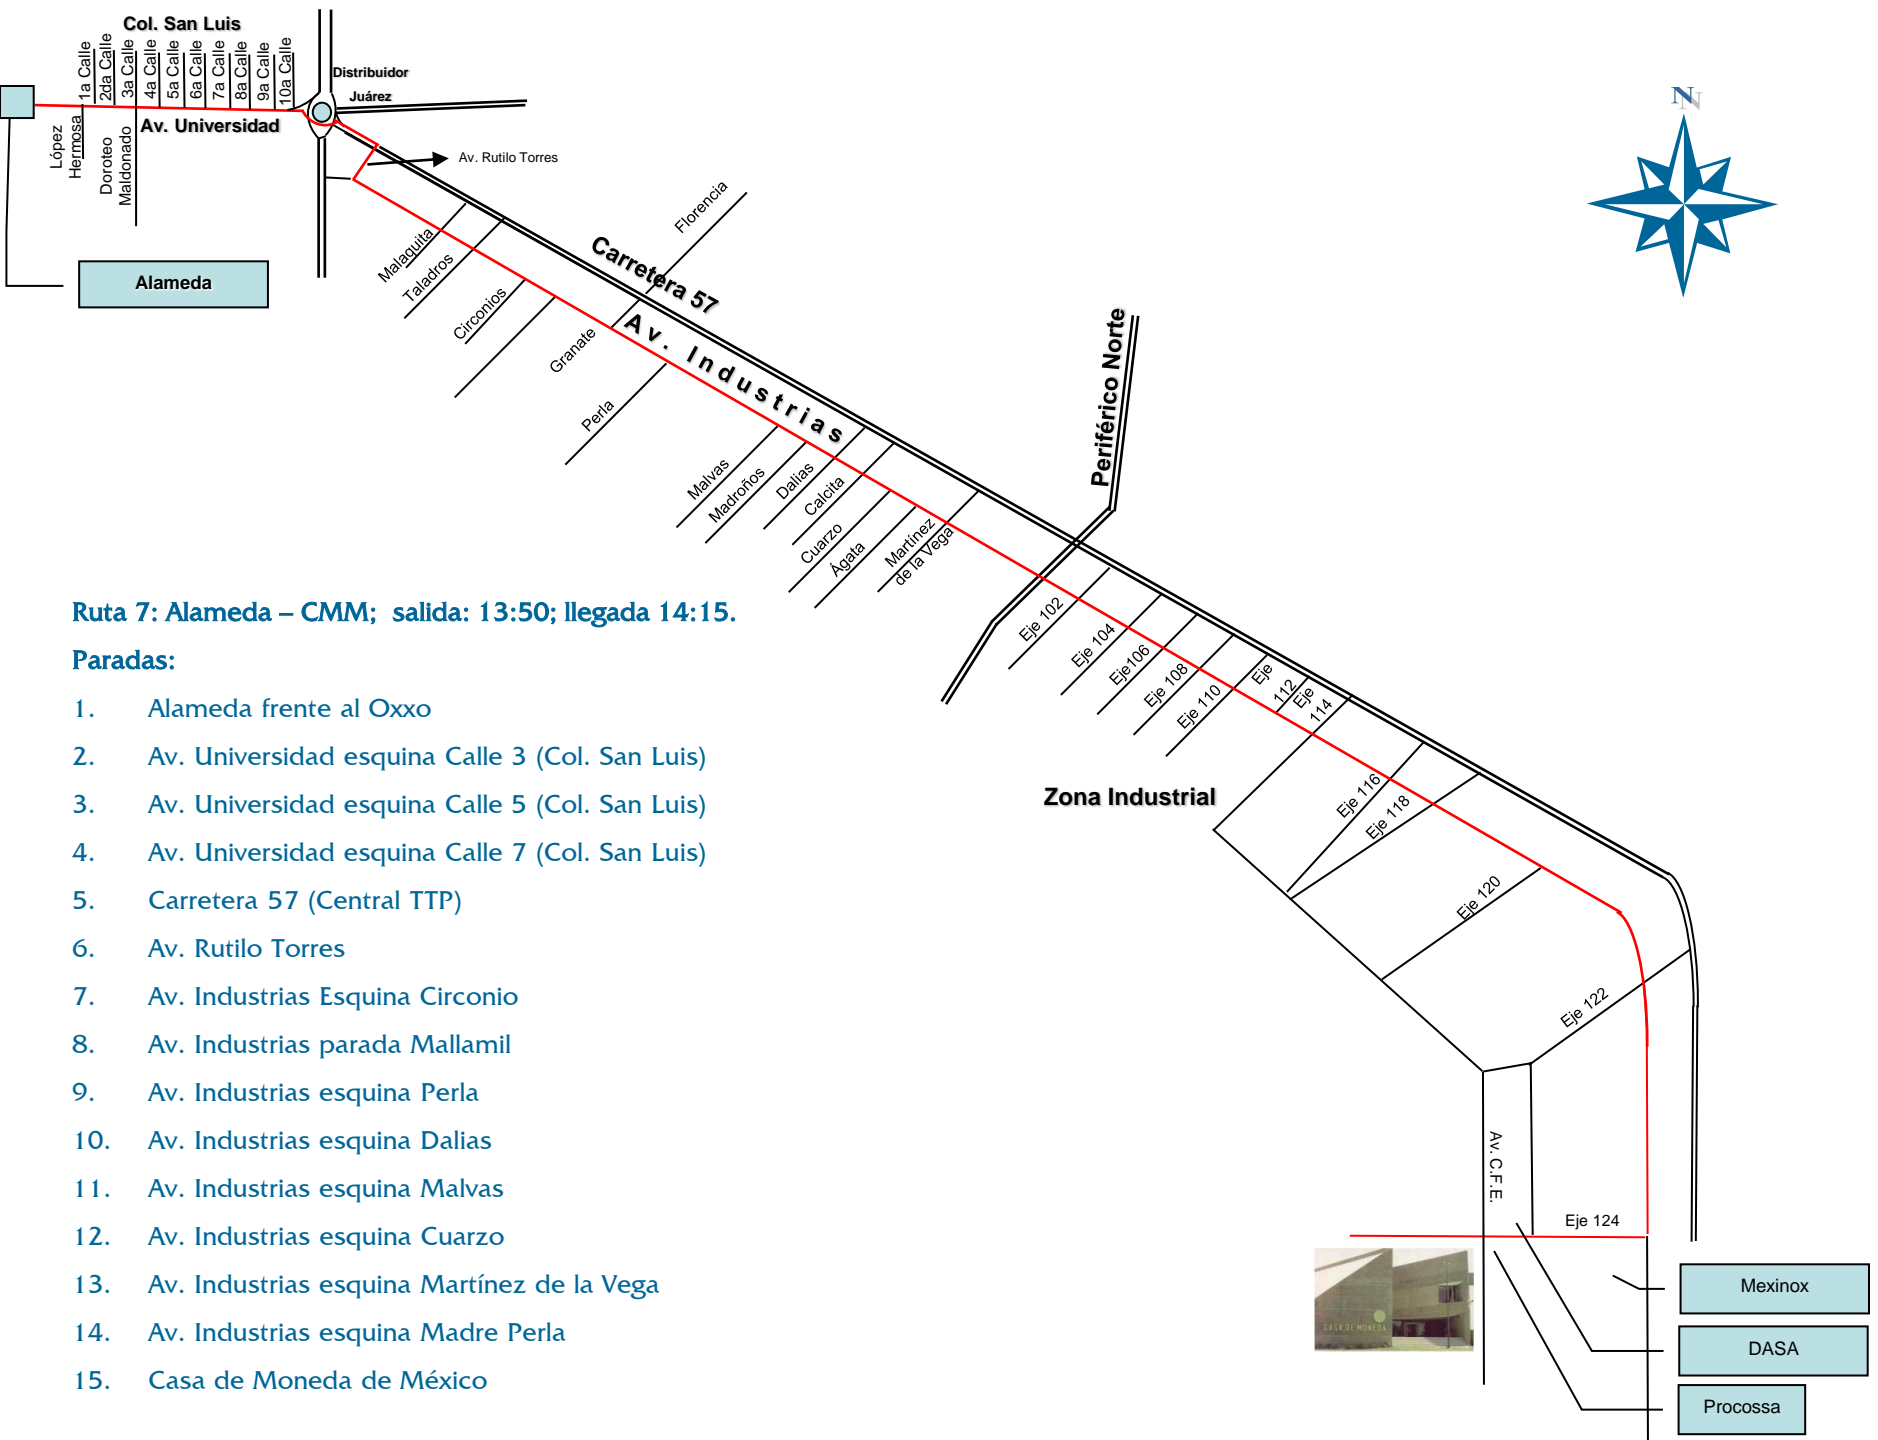 Col. San Luis
1a Calle
2da Calle
3a Calle
4a Calle
5a Calle
6a Calle
7a Calle
8a Calle
9a Calle
10a Calle
Distribuidor
Juárez
Av. Universidad
López
Hermosa
Doroteo
Maldonado
Alameda
Av. Rutilo Torres
N
N
Malaquita
Taladros
Circonios
Granate
Florencia
Perla
Carretera 57
Av. Industrias
Malvas
Madroños
Dalias
Calcita
Cuarzo
Ágata
Martínez
de la Vega
Periférico Norte
Eje 102
Eje 104
Eje106
Eje 108
Eje 110
Eje
112
Eje
114
Eje 116
Eje 118
Eje 120
Eje 122
Zona Industrial
Av. C.F.E.
Eje 124
CASA DE MONEDA
Mexinox
DASA
Procossa
Ruta 7: Alameda – CMM; salida: 13:50; llegada 14:15.
Paradas:
1. Alameda frente al Oxxo
2. Av. Universidad esquina Calle 3 (Col. San Luis)
3. Av. Universidad esquina Calle 5 (Col. San Luis)
4. Av. Universidad esquina Calle 7 (Col. San Luis)
5. Carretera 57 (Central TTP)
6. Av. Rutilo Torres
7. Av. Industrias Esquina Circonio
8. Av. Industrias parada Mallamil
9. Av. Industrias esquina Perla
10. Av. Industrias esquina Dalias
11. Av. Industrias esquina Malvas
12. Av. Industrias esquina Cuarzo
13. Av. Industrias esquina Martínez de la Vega
14. Av. Industrias esquina Madre Perla
15. Casa de Moneda de México